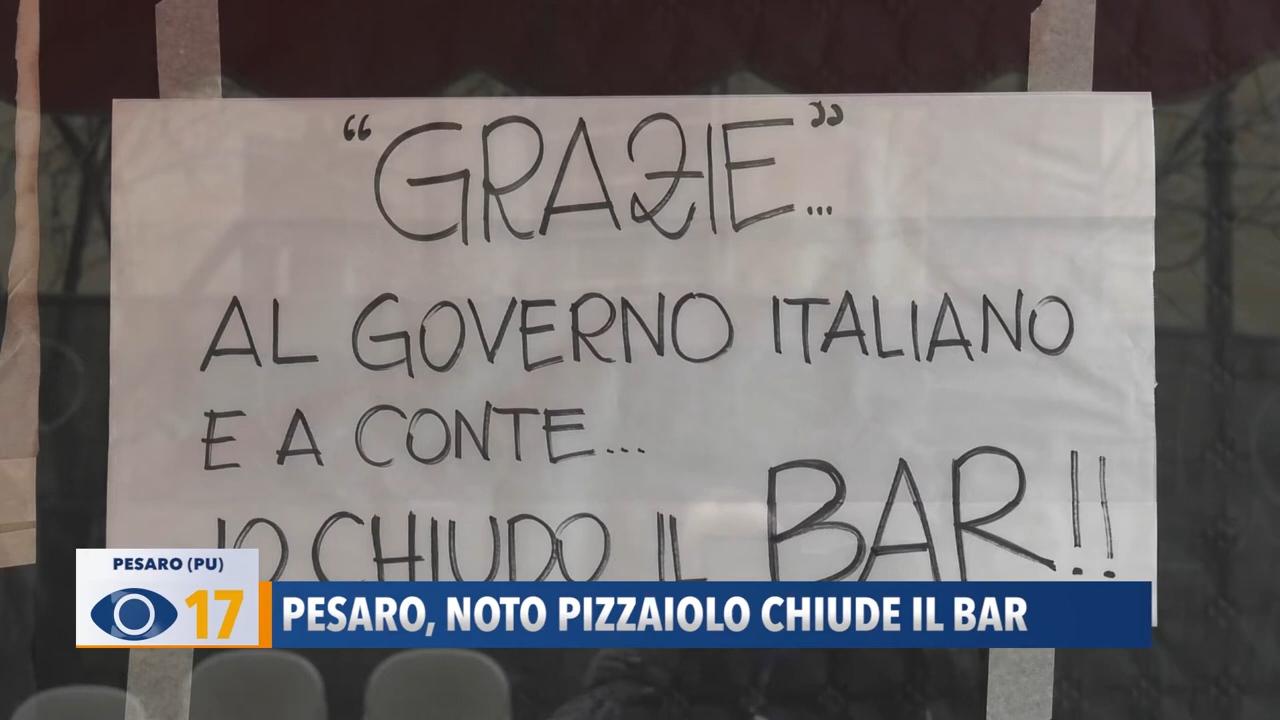 “GRAZIE”...
AL GOVERNO ITALIANO
E A CONTE...
IO CHIUDO IL BAR!!
PESARO (PU)
17
PESARO, NOTO PIZZAIOLO CHIUDE IL BAR